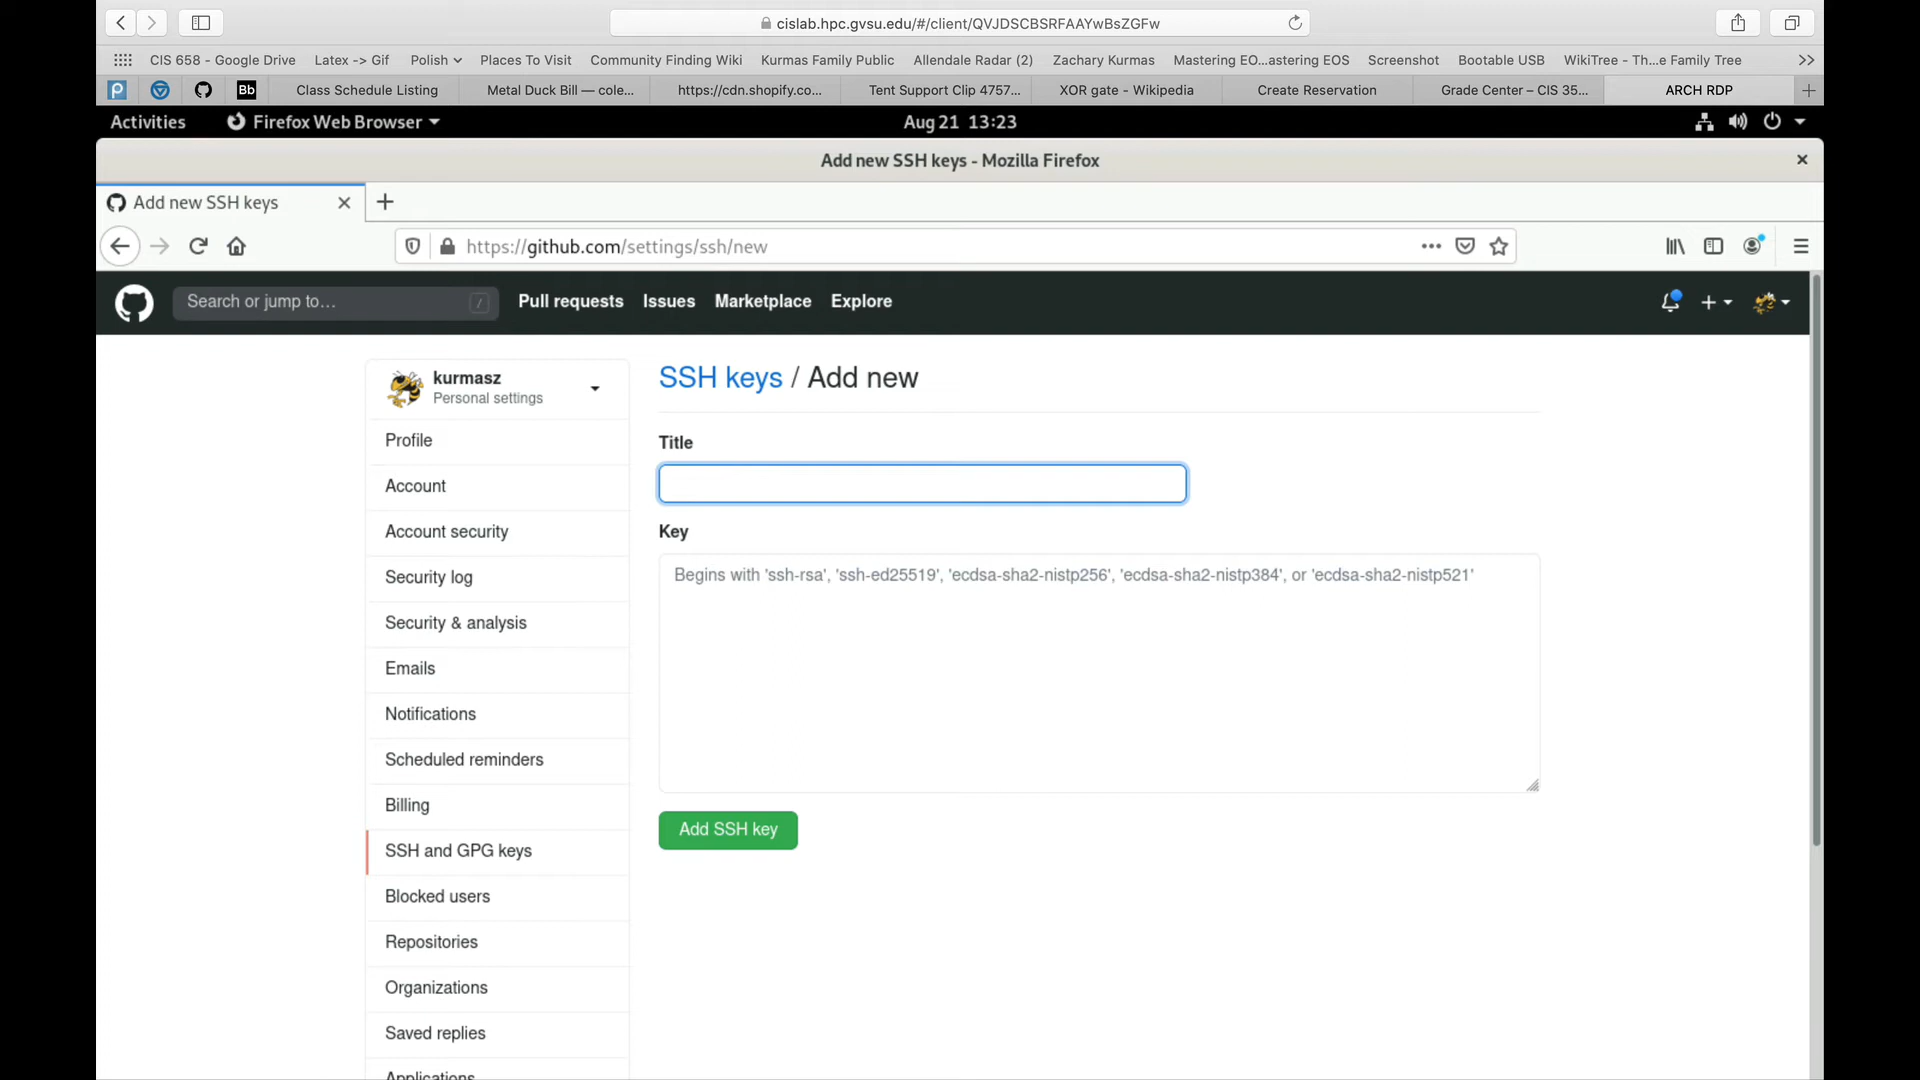 cislab.hpc.gvsu.edu/#/client/QVJDSCBSRFAAYwBsZGFw
CIS 658 - Google Drive Latex -> Gif Polish Places To Visit Community Finding Wiki Kurmas Family Public Allendale Radar (2) Zachary Kurmas Mastering EO...astering EOS Screenshot Bootable USB WikiTree - Th...e Family Tree
Bb Class Schedule Listing Metal Duck Bill — cole... https://cdn.shopify.co... Tent Support Clip 4757... XOR gate - Wikipedia Create Reservation Grade Center – CIS 35... ARCH RDP
Activities Firefox Web Browser Aug 21 13:23
Add new SSH keys - Mozilla Firefox
Add new SSH keys
https://github.com/settings/ssh/new
Search or jump to… / Pull requests Issues Marketplace Explore
kurmasz
Personal settings
Profile
Account
Account security
Security log
Security & analysis
Emails
Notifications
Scheduled reminders
Billing
SSH and GPG keys
Blocked users
Repositories
Organizations
Saved replies
Applications
SSH keys / Add new
Title
Key
Begins with 'ssh-rsa', 'ssh-ed25519', 'ecdsa-sha2-nistp256', 'ecdsa-sha2-nistp384', or 'ecdsa-sha2-nistp521'
Add SSH key